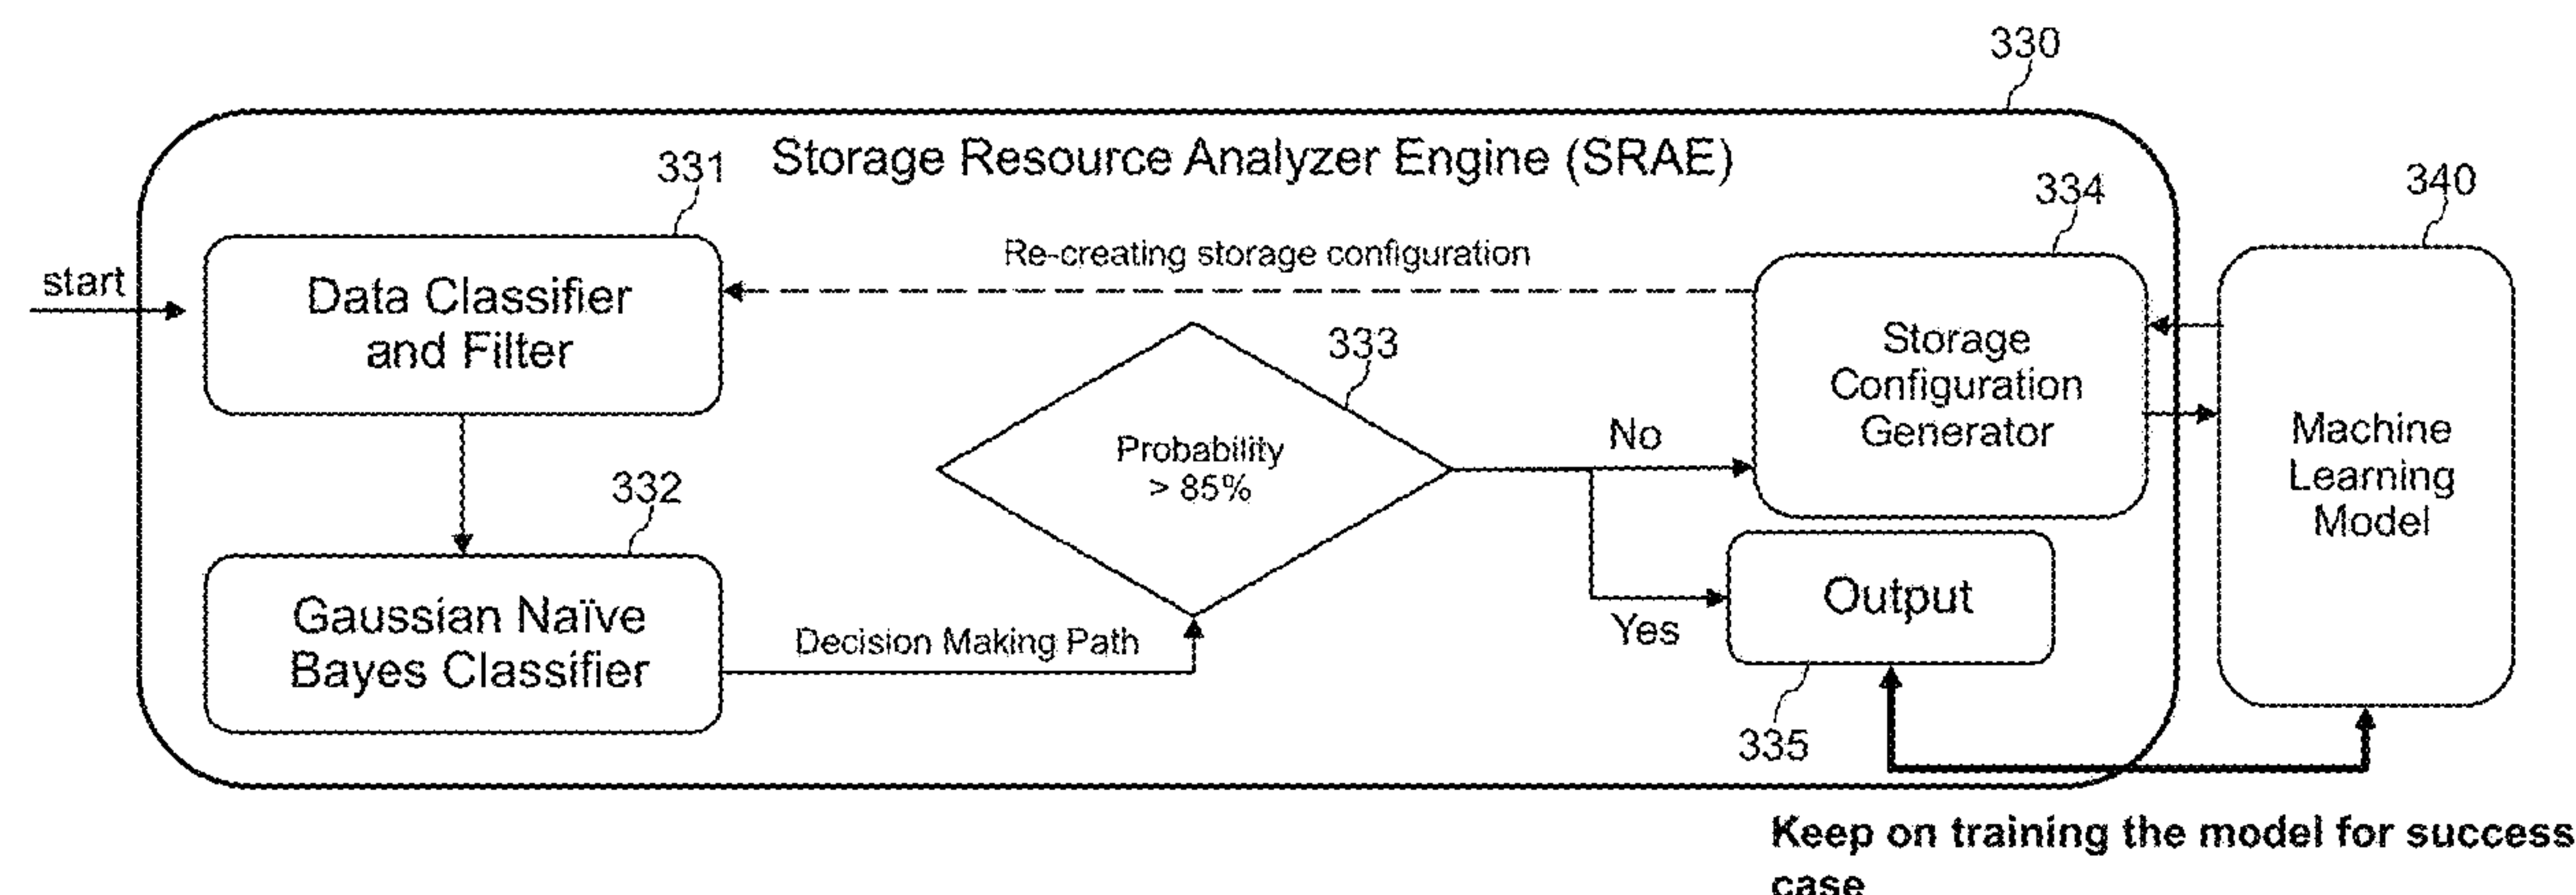 330
Storage Resource Analyzer Engine (SRAE)
331
334
340
start
Data Classifier
and Filter
Re-creating storage configuration
333
Storage
Configuration
Generator
Probability
> 85%
No
Machine
Learning
Model
332
Gaussian Naïve
Bayes Classifier
Decision Making Path
Yes
Output
335
Keep on training the model for success
case